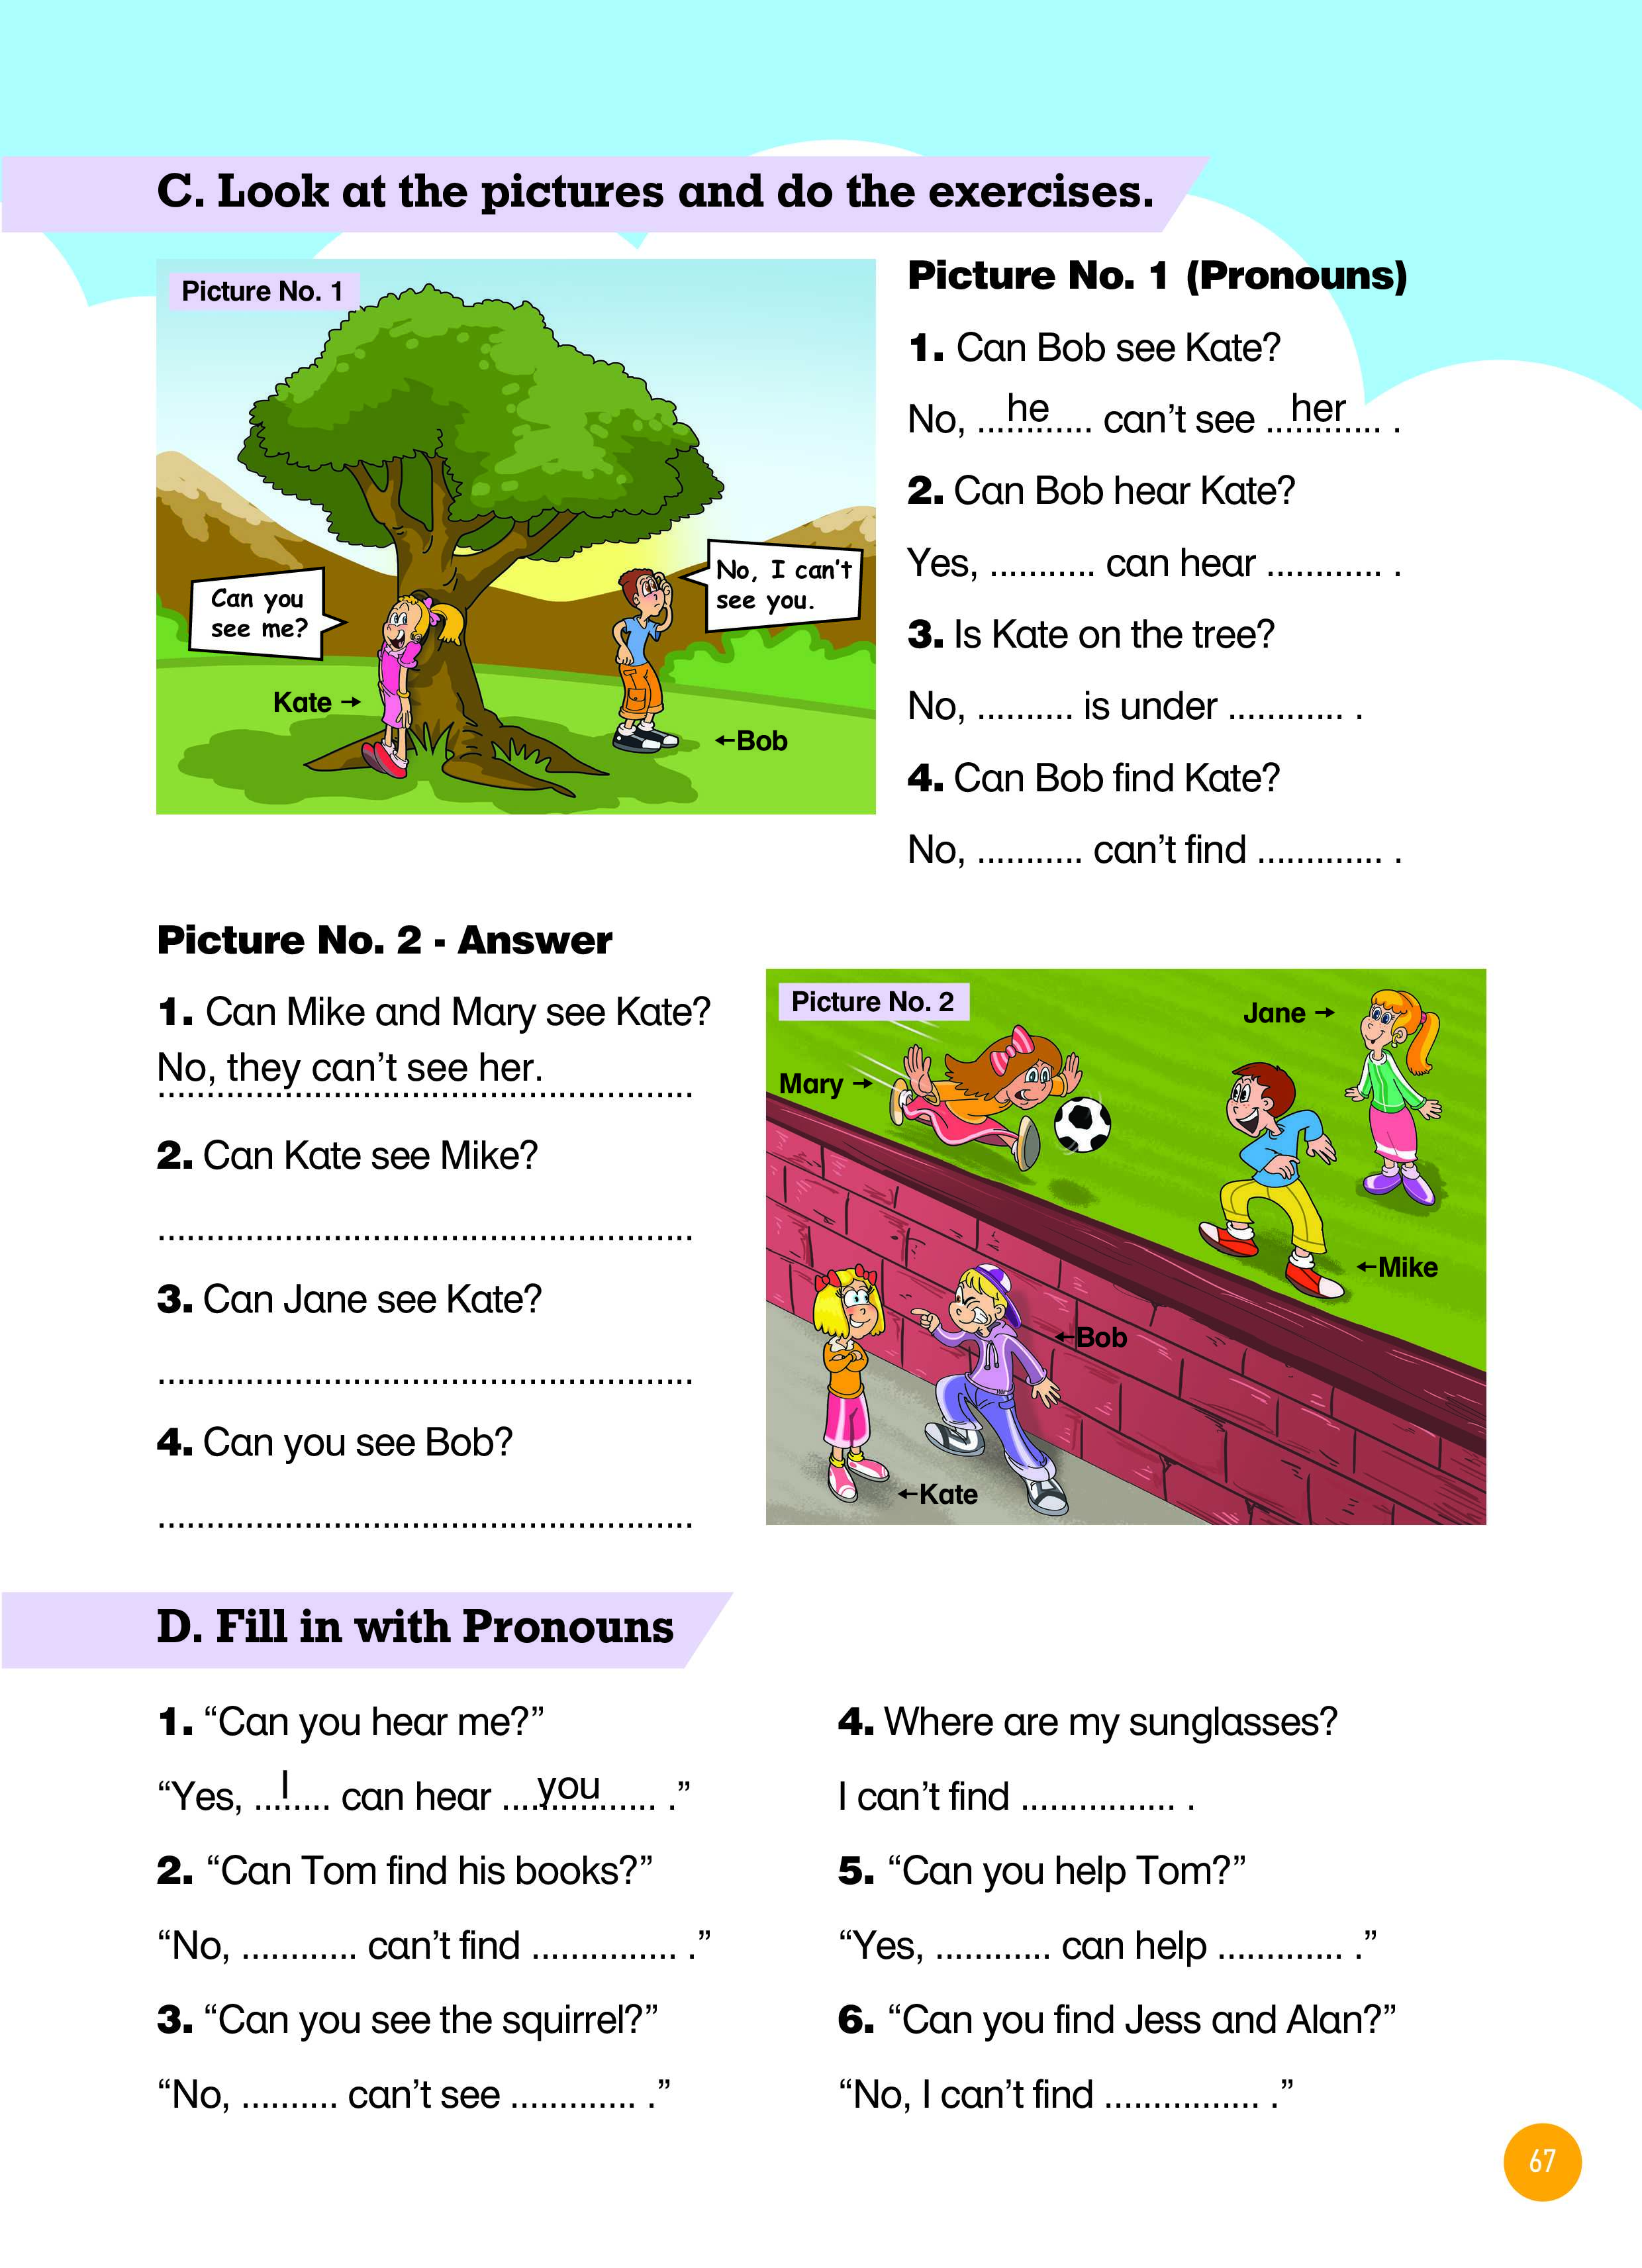 C. Look at the pictures and do the exercises.
Picture No. 1
Can you
see me?
No, I can't
see you.
Kate →
←Bob
Picture No. 1 (Pronouns)
1. Can Bob see Kate?
No, ....he.... can't see ....her.... .
2. Can Bob hear Kate?
Yes, ........... can hear ............ .
3. Is Kate on the tree?
No, .......... is under ............ .
4. Can Bob find Kate?
No, ........... can't find ............. .
Picture No. 2 - Answer
1. Can Mike and Mary see Kate?
No, they can't see her.
2. Can Kate see Mike?
.......................................................
3. Can Jane see Kate?
.......................................................
4. Can you see Bob?
.......................................................
Picture No. 2
Jane →
Mary →
←Mike
←Bob
←Kate
D. Fill in with Pronouns
1. “Can you hear me?”
“Yes, ...I.... can hear ....you...... .”
2. “Can Tom find his books?”
“No, ............ can't find ............... .”
3. “Can you see the squirrel?”
“No, .......... can't see ............. .”
4. Where are my sunglasses?
I can't find ................ .
5. “Can you help Tom?”
“Yes, ............ can help ............. .”
6. “Can you find Jess and Alan?”
“No, I can't find ................ .”
67